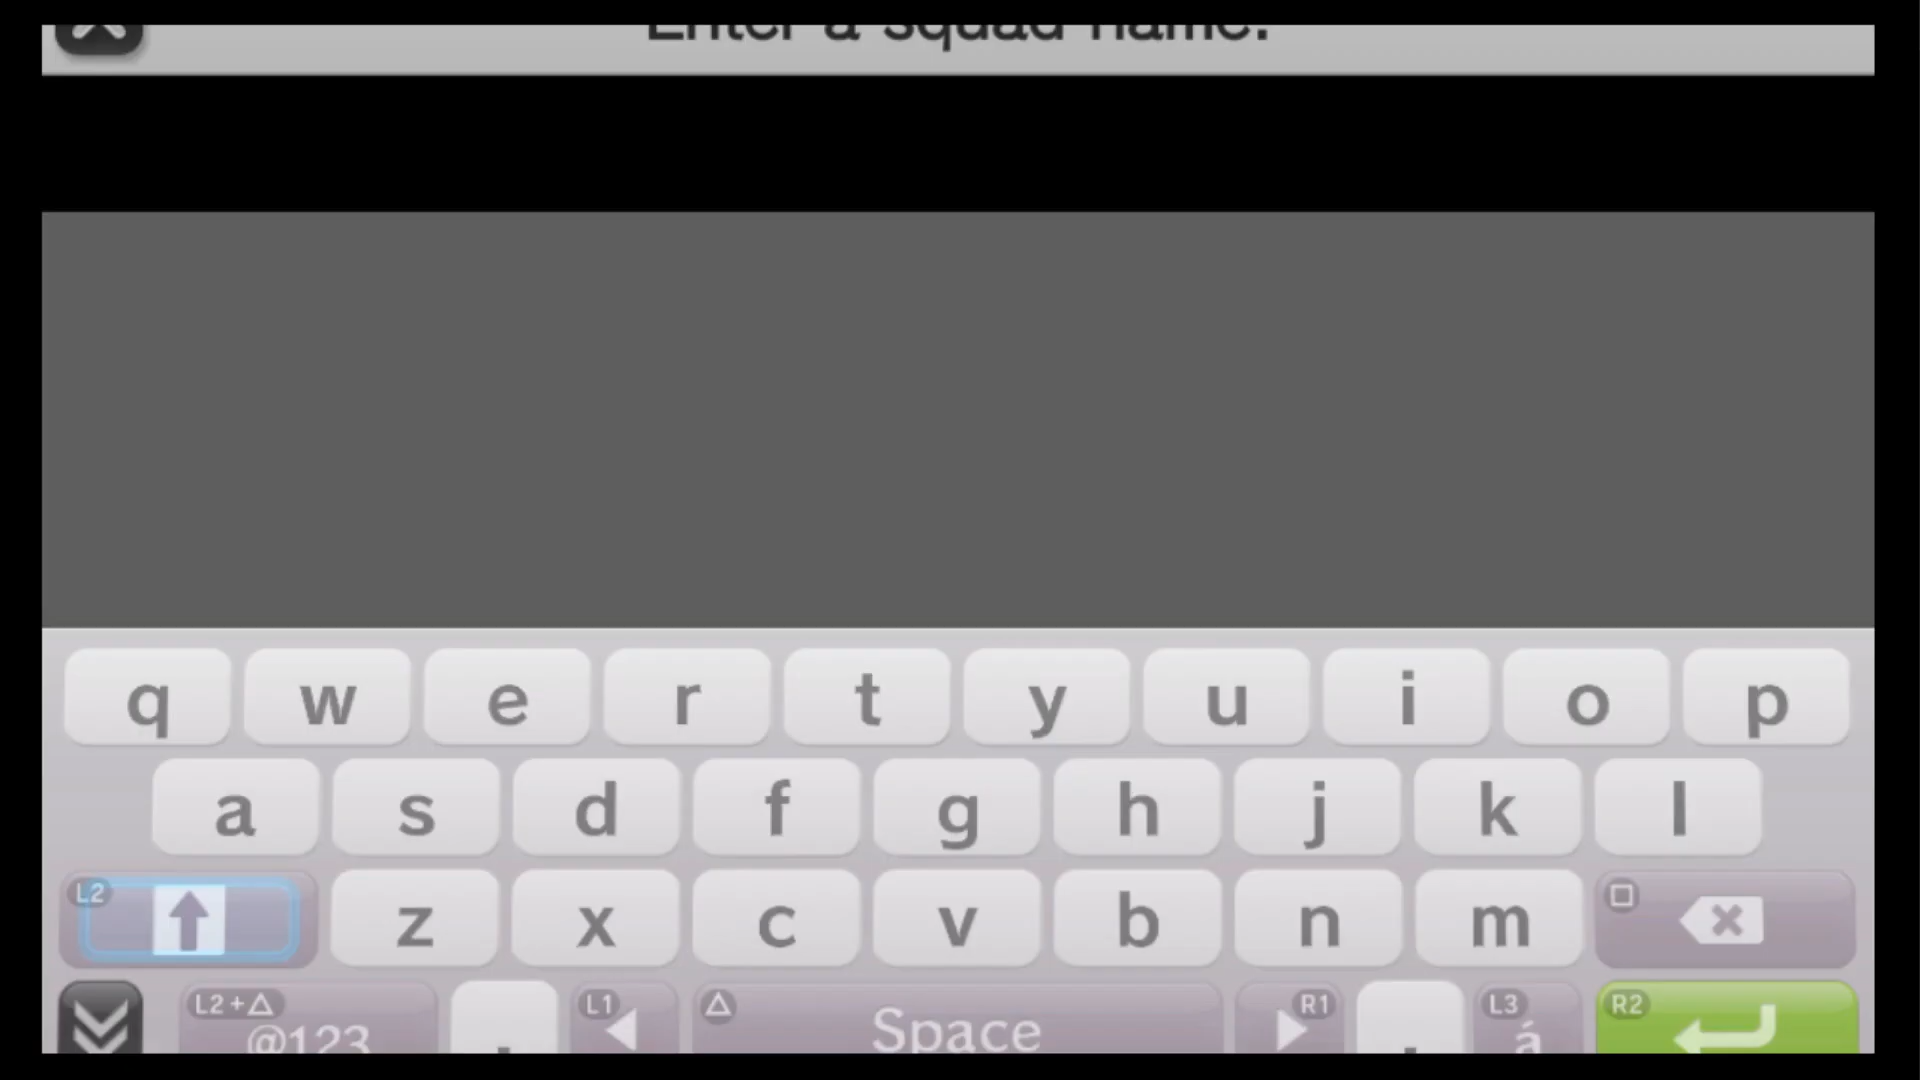 Enter a squad name.
q w e r t y u i o p
a s d f g h j k l
L2 z x c v b n m
L2+△ L1 △ R1 L3 R2
@123 Space á